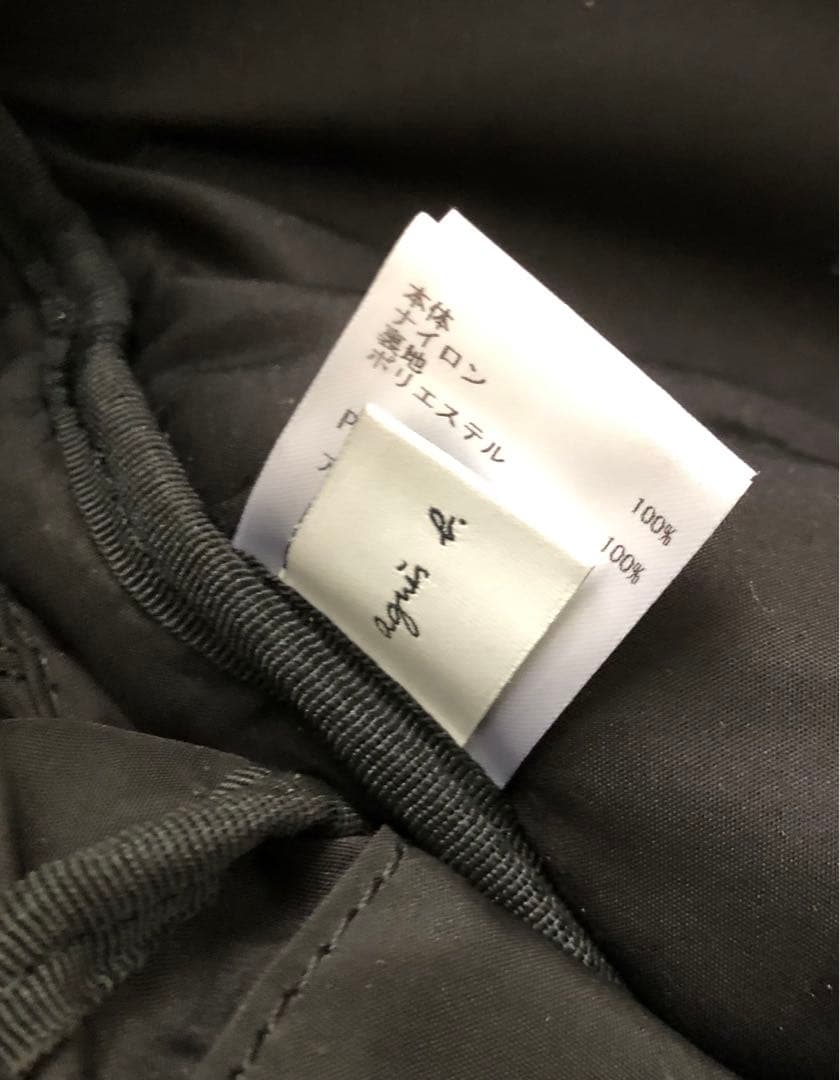 本体
ナイロン 100%
裏地
ポリエステル 100%
agnès b.